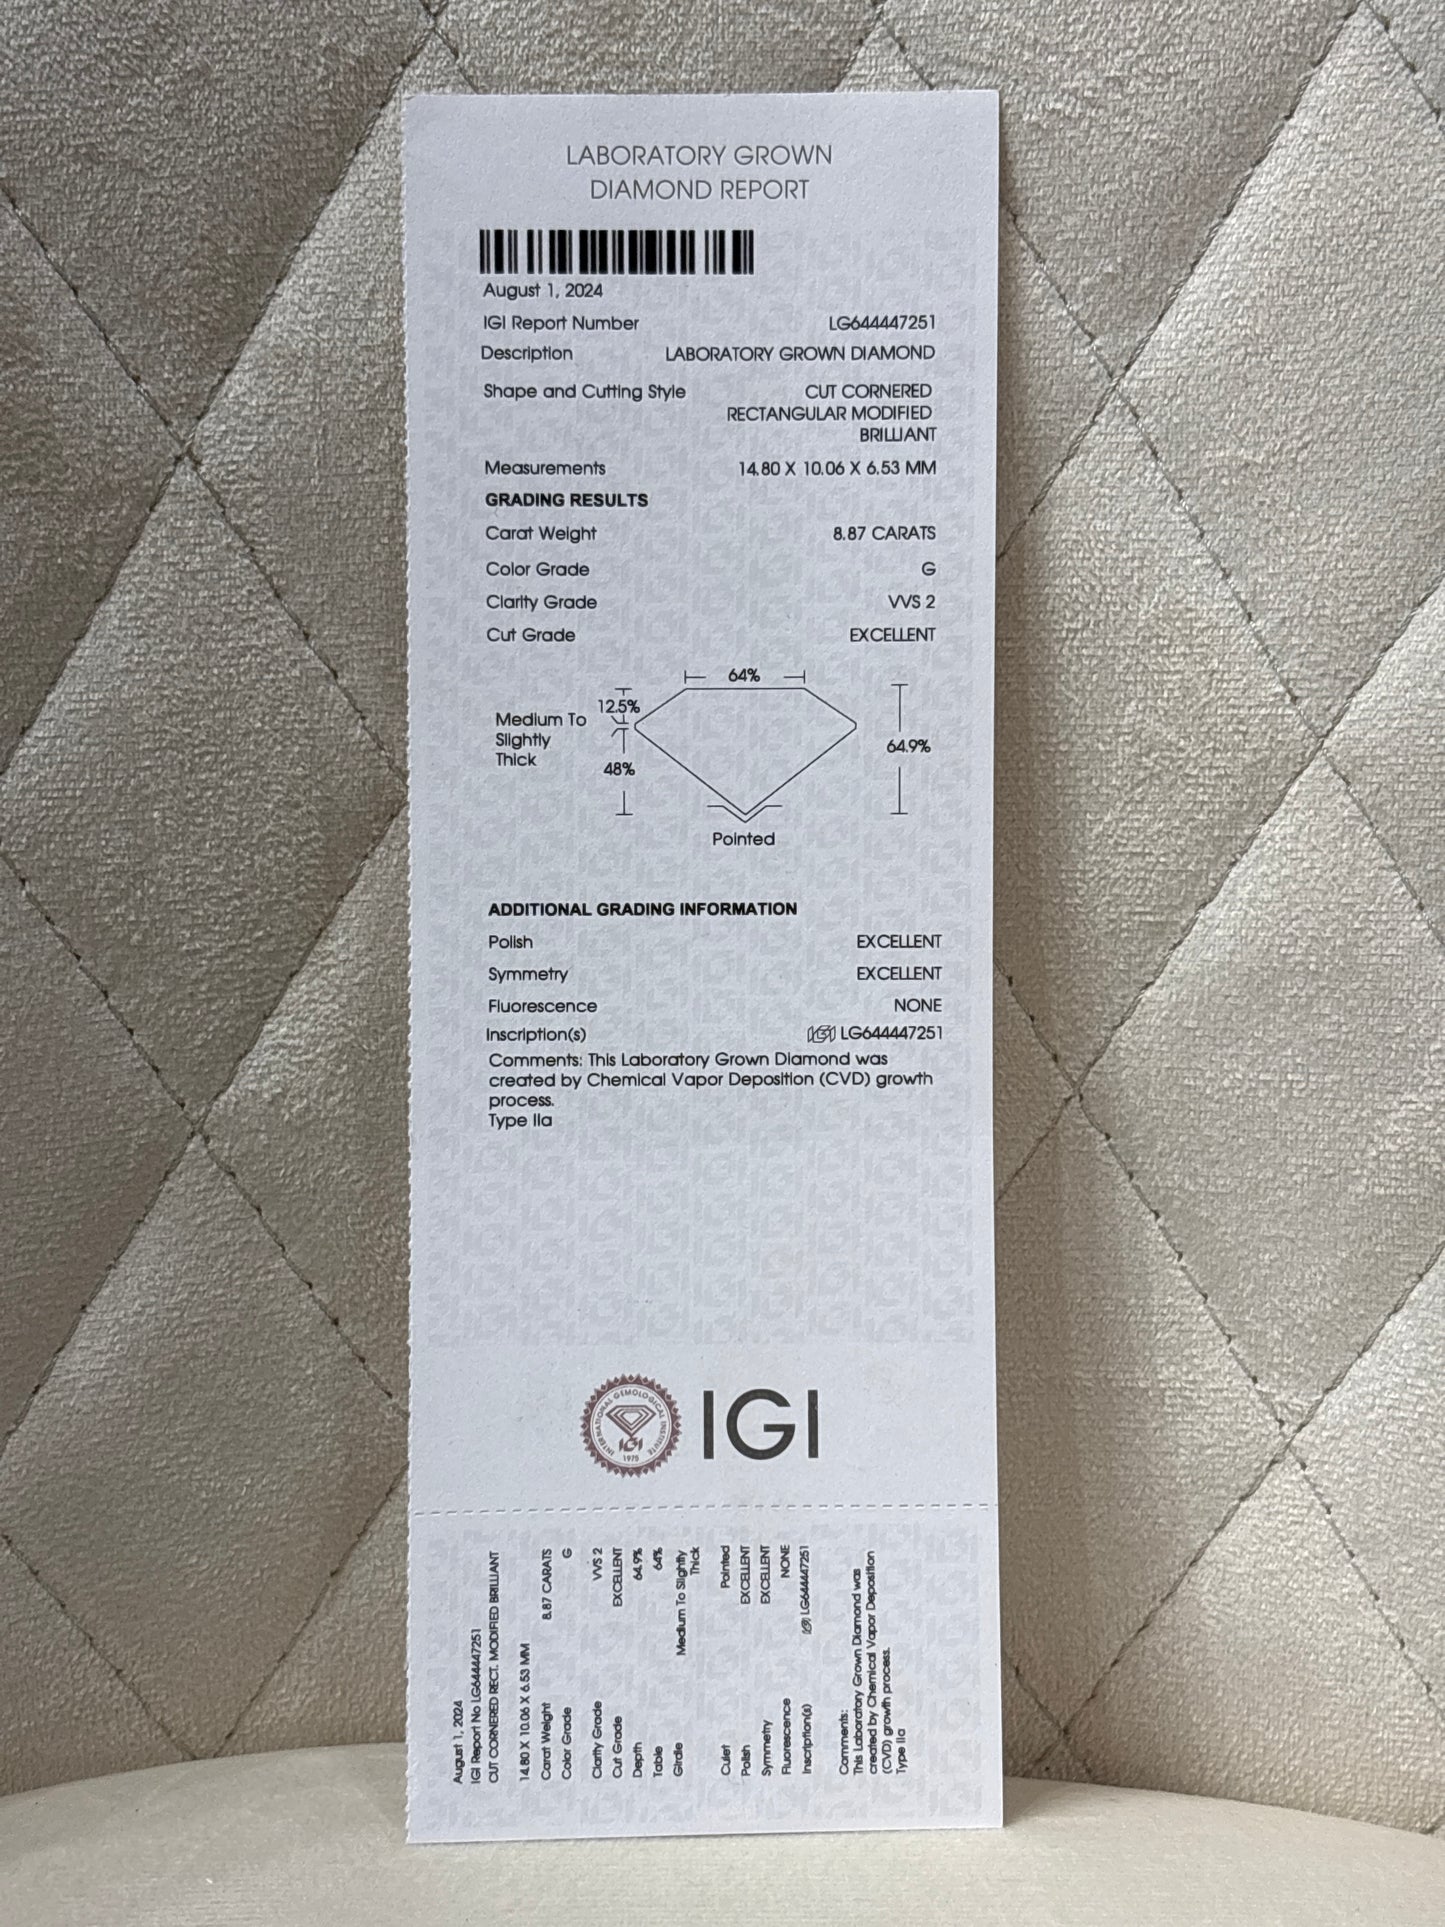 LABORATORY GROWN
DIAMOND REPORT
August 1, 2024
IGI Report Number LG644447251
Description LABORATORY GROWN DIAMOND
Shape and Cutting Style CUT CORNERED
RECTANGULAR MODIFIED
BRILLIANT
Measurements 14.80 X 10.06 X 6.53 MM
GRADING RESULTS
Carat Weight 8.87 CARATS
Color Grade G
Clarity Grade VVS 2
Cut Grade EXCELLENT
64%
12.5%
Medium To
Slightly
Thick
48%
64.9%
Pointed
ADDITIONAL GRADING INFORMATION
Polish EXCELLENT
Symmetry EXCELLENT
Fluorescence NONE
Inscription(s) IGI LG644447251
Comments: This Laboratory Grown Diamond was
created by Chemical Vapor Deposition (CVD) growth
process.
Type IIa
INTERNATIONAL GEMOLOGICAL INSTITUTE
IGI
1975
IGI
August 1, 2024
IGI Report No LG644447251
CUT CORNERED RECT. MODIFIED BRILLIANT
14.80 X 10.06 X 6.53 MM
Carat Weight 8.87 CARATS
Color Grade G
Clarity Grade VVS 2
Cut Grade EXCELLENT
Depth 64.9%
Table 64%
Girdle Medium To Slightly
Thick
Culet Pointed
Polish EXCELLENT
Symmetry EXCELLENT
Fluorescence NONE
Inscription(s) IGI LG644447251
Comments:
This Laboratory Grown Diamond was
created by Chemical Vapor Deposition
(CVD) growth process.
Type IIa